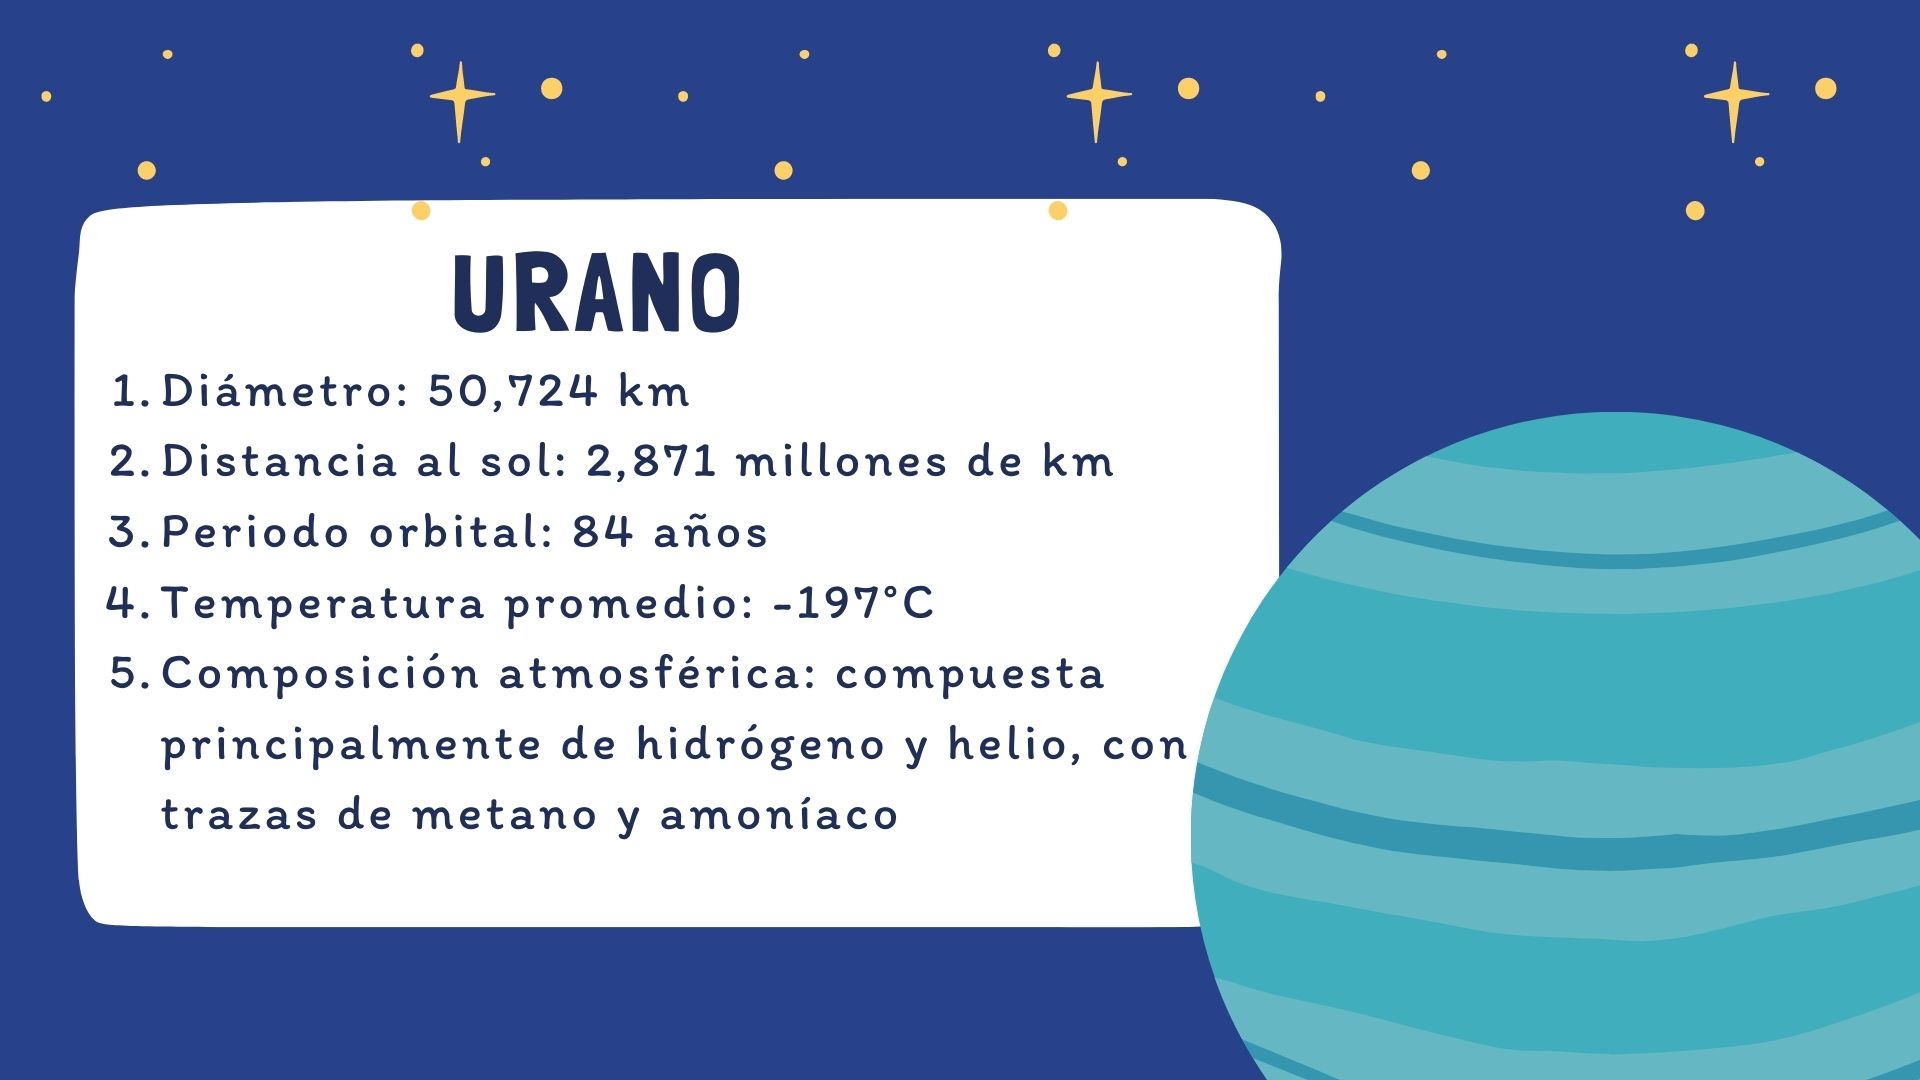 URANO
1. Diámetro: 50,724 km
2. Distancia al sol: 2,871 millones de km
3. Periodo orbital: 84 años
4. Temperatura promedio: -197°C
5. Composición atmosférica: compuesta
principalmente de hidrógeno y helio, con
trazas de metano y amoníaco